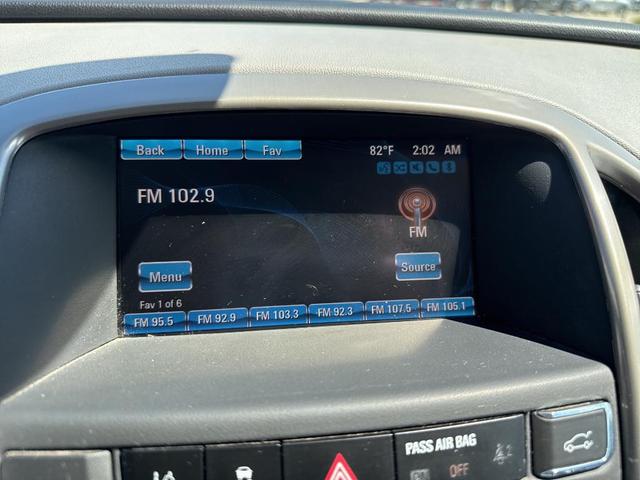 Back Home Fav 82°F 2:02 AM
FM 102.9
FM
Menu Source
Fav 1 of 6
FM 95.5 FM 92.9 FM 103.3 FM 92.3 FM 107.5 FM 105.1
PASS AIR BAG
OFF